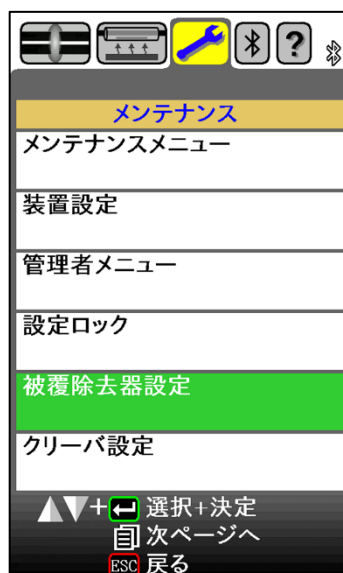 ?
メンテナンス
メンテナンスメニュー
装置設定
管理者メニュー
設定ロック
被覆除去器設定
クリーバ設定
+ 選択+決定
次ページへ
ESC 戻る